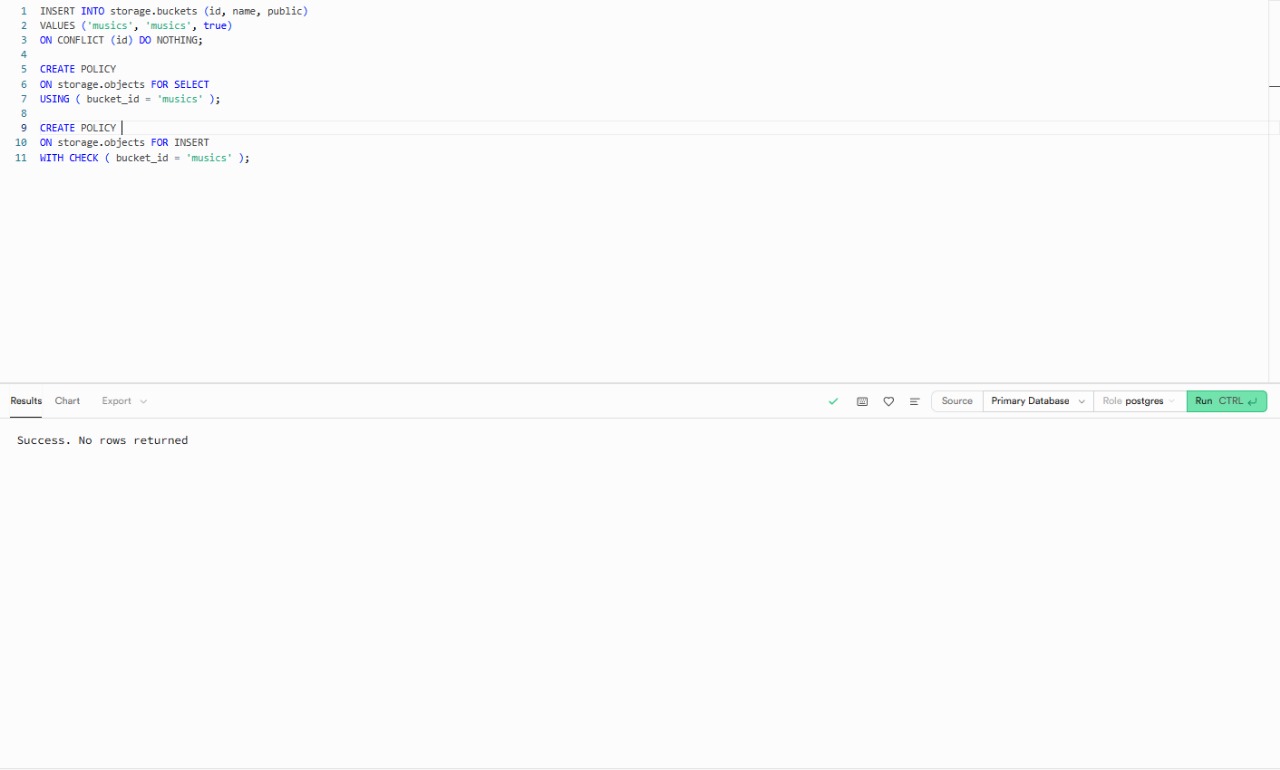 1 INSERT INTO storage.buckets (id, name, public)
2 VALUES ('musics', 'musics', true)
3 ON CONFLICT (id) DO NOTHING;
4
5 CREATE POLICY
6 ON storage.objects FOR SELECT
7 USING ( bucket_id = 'musics' );
8
9 CREATE POLICY
10 ON storage.objects FOR INSERT
11 WITH CHECK ( bucket_id = 'musics' );
Results Chart Export Source Primary Database Role postgres Run CTRL
Success. No rows returned